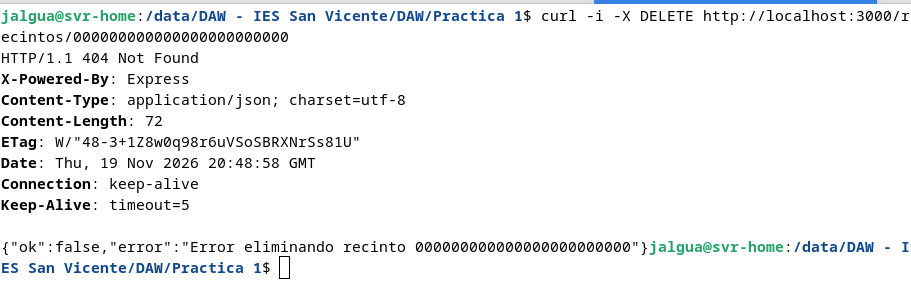 jalgua@svr-home:/data/DAW - IES San Vicente/DAW/Practica 1$ curl -i -X DELETE http://localhost:3000/r
ecintos/000000000000000000000000
HTTP/1.1 404 Not Found
X-Powered-By: Express
Content-Type: application/json; charset=utf-8
Content-Length: 72
ETag: W/"48-3+1Z8w0q98r6uVSoSBRXNrSs81U"
Date: Thu, 19 Nov 2026 20:48:58 GMT
Connection: keep-alive
Keep-Alive: timeout=5

{"ok":false,"error":"Error eliminando recinto 000000000000000000000000"}jalgua@svr-home:/data/DAW - I
ES San Vicente/DAW/Practica 1$